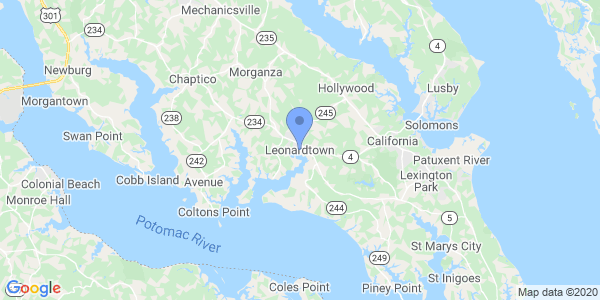 Mechanicsville
301
234
235
4
Newburg
Morganza
Chaptico
Hollywood
Lusby
Morgantown
245
238
234
Solomons
Swan Point
California
Leonardtown
4
Patuxent River
242
Lexington
Park
Colonial Beach
Cobb Island
Avenue
Monroe Hall
Coltons Point
244
5
Potomac River
St Marys City
249
St Inigoes
Coles Point
Piney Point
Google
Map data ©2020